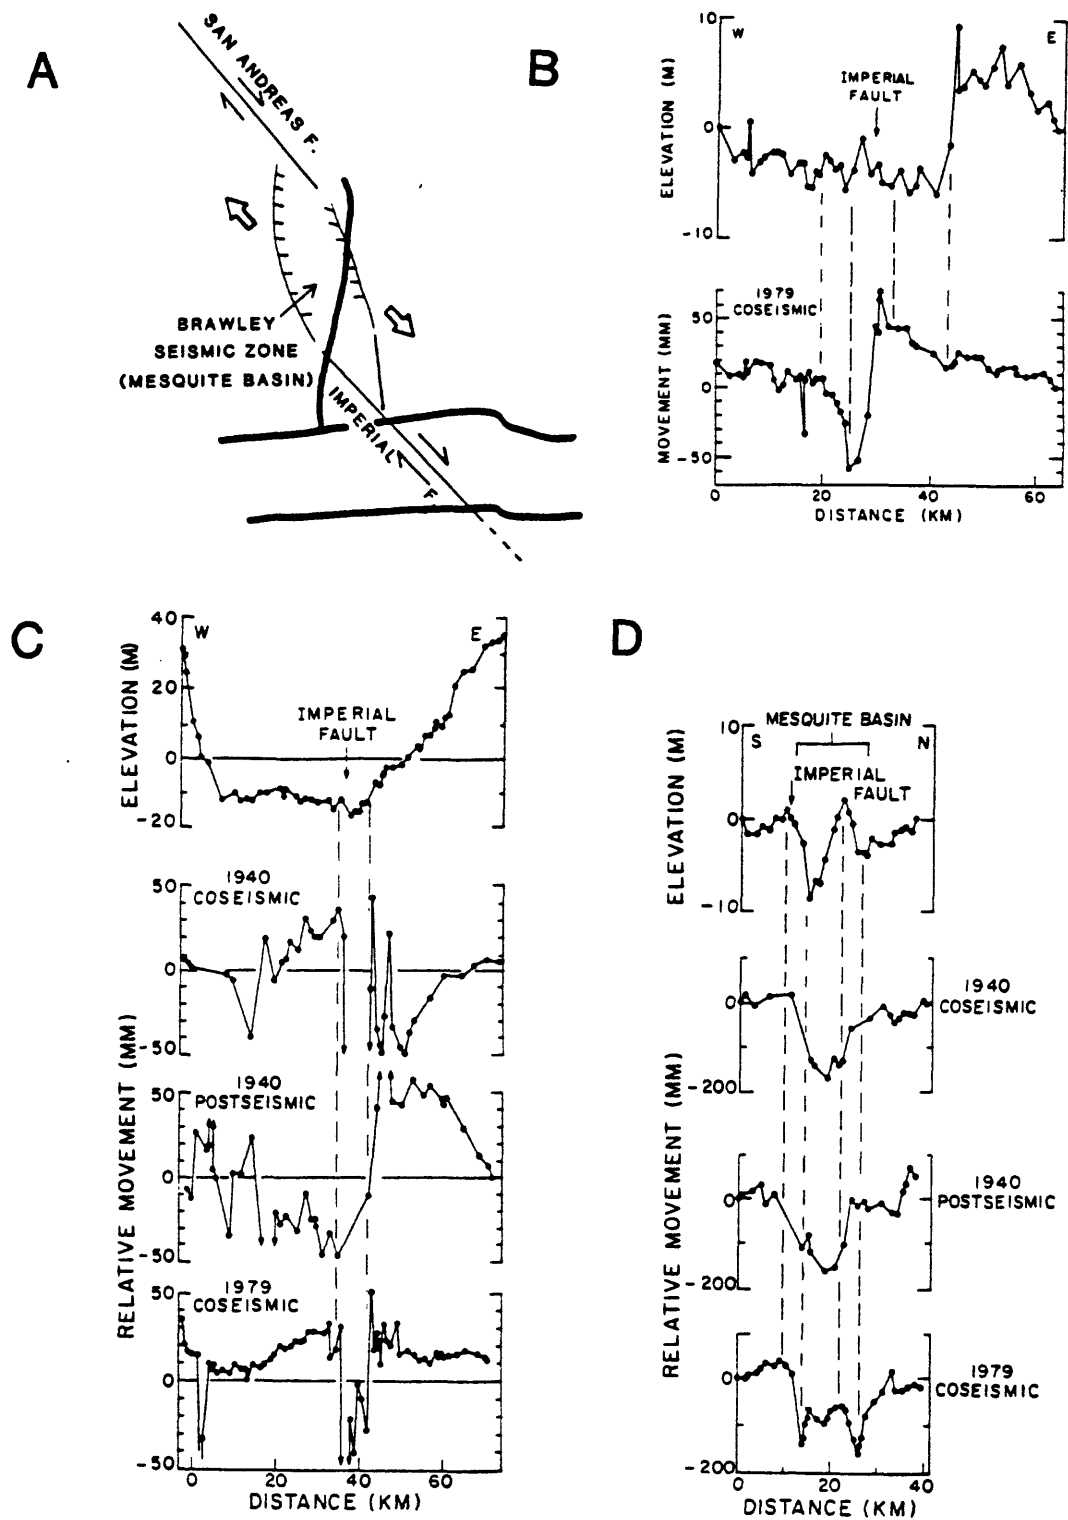 A
SAN ANDREAS F.
BRAWLEY
SEISMIC ZONE
(MESQUITE BASIN)
IMPERIAL
F.
B
10
0
-10
ELEVATION (M)
W
E
IMPERIAL
FAULT
1979
COSEISMIC
50
0
-50
MOVEMENT (MM)
0 20 40 60
DISTANCE (KM)
C
40
20
0
-20
ELEVATION (M)
W
E
IMPERIAL
FAULT
1940
COSEISMIC
50
0
-50
1940
POSTSEISMIC
50
0
-50
1979
COSEISMIC
50
0
-50
RELATIVE MOVEMENT (MM)
0 20 40 60
DISTANCE (KM)
D
10
0
-10
ELEVATION (M)
MESQUITE BASIN
S
N
IMPERIAL
FAULT
0
-200
1940
COSEISMIC
0
-200
1940
POSTSEISMIC
0
-200
1979
COSEISMIC
RELATIVE MOVEMENT (MM)
0 20 40
DISTANCE (KM)